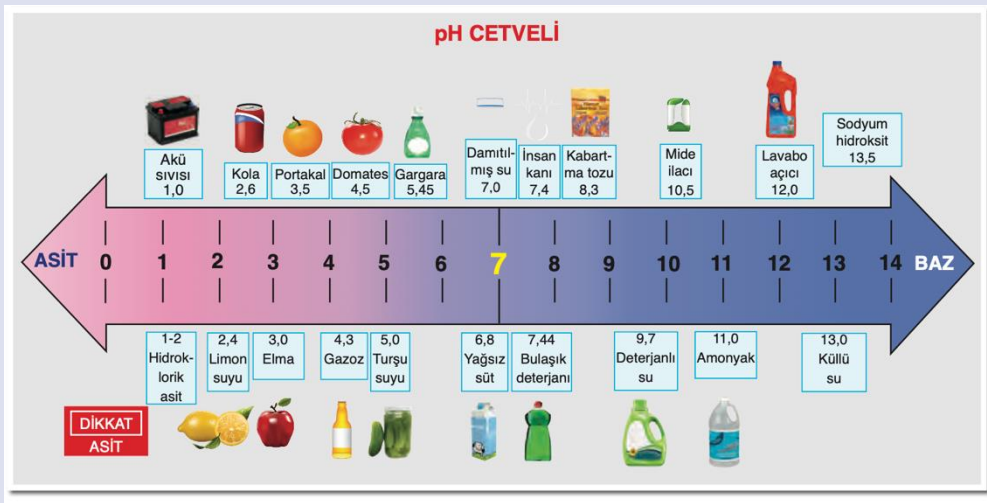 pH CETVELİ
Akü
sıvısı
1,0
Kola
2,6
Portakal
3,5
Domates
4,5
Gargara
5,45
Damıtıl-
mış su
7,0
İnsan
kanı
7,4
Kabart-
ma tozu
8,3
Mide
ilacı
10,5
Lavabo
açıcı
12,0
Sodyum
hidroksit
13,5
ASİT 0 1 2 3 4 5 6 7 8 9 10 11 12 13 14 BAZ
1-2
Hidrok-
lorik
asit
2,4
Limon
suyu
3,0
Elma
4,3
Gazoz
5,0
Turşu
suyu
6,8
Yağsız
süt
7,44
Bulaşık
deterjanı
9,7
Deterjanlı
su
11,0
Amonyak
13,0
Küllü
su
DİKKAT
ASİT